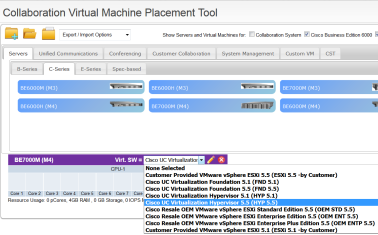 Collaboration Virtual Machine Placement Tool
Export / Import Options
Show Servers and Virtual Machines for: Collaboration System Cisco Business Edition 6000
Servers Unified Communications Conferencing Customer Collaboration System Management Custom VM CST
B-Series C-Series E-Series Spec-based
BE6000M (M3) BE6000H (M3) BE7000M (M3)
BE6000H (M4) BE7000M (M4) BE7000H (M4)
BE7000M (M4) Virt. SW = Cisco UC Virtualization
CPU-1
None Selected
Customer Provided VMware vSphere ESXi 5.5 (ESXi 5.5 -by Customer)
Cisco UC Virtualization Foundation 5.1 (FND 5.1)
Cisco UC Virtualization Foundation 5.5 (FND 5.5)
Cisco UC Virtualization Hypervisor 5.1 (HYP 5.1)
Cisco UC Virtualization Hypervisor 5.5 (HYP 5.5)
Cisco Resale OEM VMware vSphere ESXi Standard Edition 5.5 (OEM STD 5.5)
Cisco Resale OEM VMware vSphere ESXi Enterprise Edition 5.5 (OEM ENT 5.5)
Cisco Resale OEM VMware vSphere ESXi Enterprise Plus Edition 5.5 (OEM ENTP 5.5)
Customer Provided VMware vSphere ESXi 5.1 (ESXi 5.1 -by Customer)
Core 1 Core 2 Core 3 Core 4 Core 5 Core 6 Core 7 Core
Resource Usage: 0 pCores, 4GB RAM, 0 GB Storage, 0 IOPS